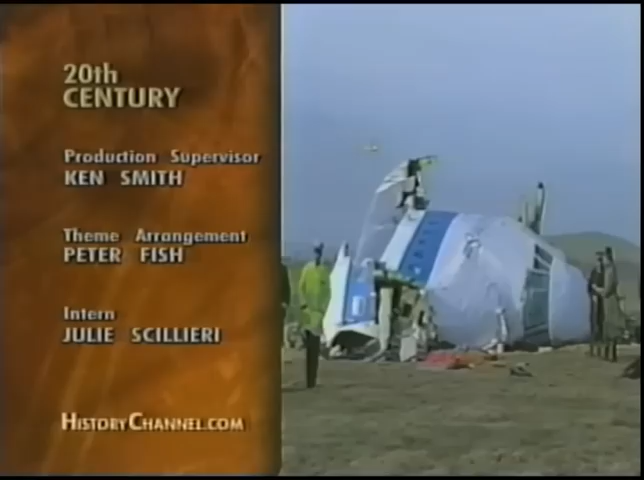 20th
CENTURY
Production Supervisor
KEN SMITH
Theme Arrangement
PETER FISH
Intern
JULIE SCILLIERI
HISTORYCHANNEL.COM